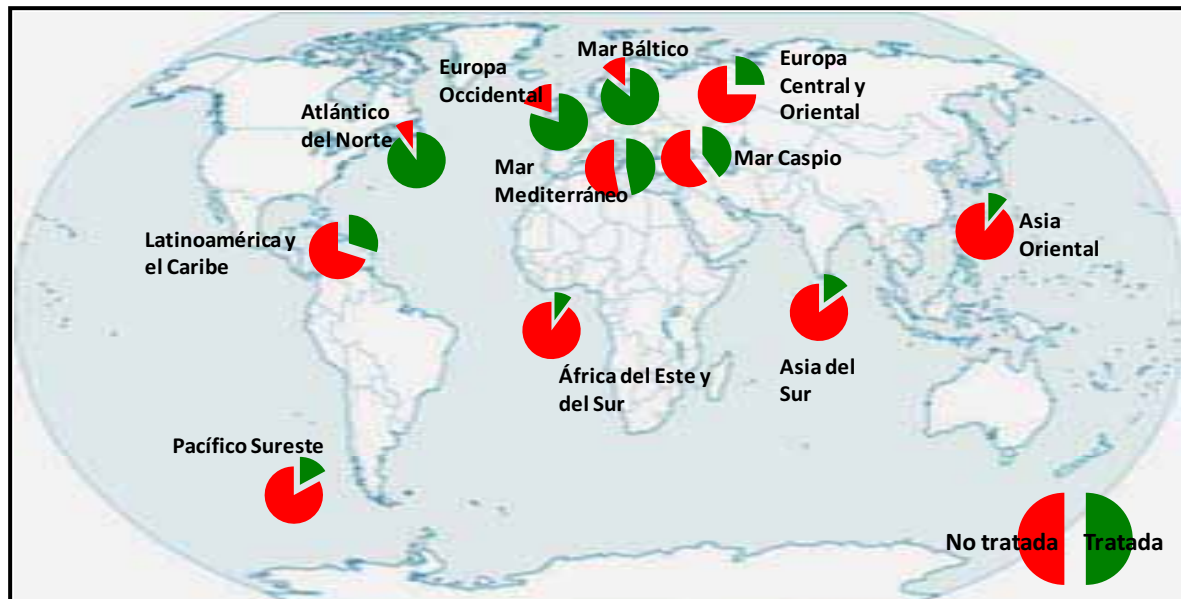 Mar Báltico
Europa
Central y
Oriental
Europa
Occidental
Atlántico
del Norte
Mar
Mediterráneo
Mar Caspio
Asia
Oriental
Latinoamérica y
el Caribe
África del Este y
del Sur
Asia del
Sur
Pacífico Sureste
No tratada
Tratada